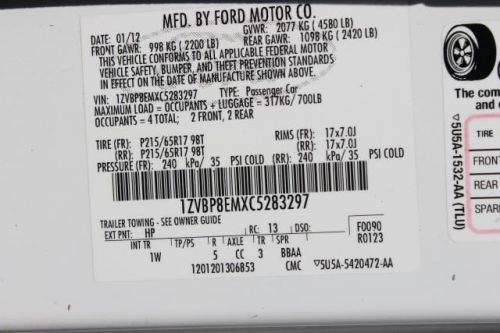 MFD. BY FORD MOTOR CO.
DATE: 01/12 GVWR: 2077 KG ( 4580 LB)
FRONT GAWR: 998 KG ( 2200 LB) REAR GAWR: 1098 KG ( 2420 LB)
THIS VEHICLE CONFORMS TO ALL APPLICABLE FEDERAL MOTOR
VEHICLE SAFETY, BUMPER, AND THEFT PREVENTION STANDARDS
IN EFFECT ON THE DATE OF MANUFACTURE SHOWN ABOVE.
VIN: 1ZVBP8EMXC5283297 TYPE: Passenger Car
MAXIMUM LOAD = OCCUPANTS + LUGGAGE = 317KG/700LB
OCCUPANTS = 4 TOTAL; 2 FRONT, 2 REAR
TIRE (FR): P215/65R17 98T RIMS (FR): 17x7.0J
(RR): P215/65R17 98T (RR): 17x7.0J
PRESSURE (FR): 240 kPa/ 35 PSI COLD (RR): 240 kPa/ 35 PSI COLD
1ZVBP8EMXC5283297
TRAILER TOWING - SEE OWNER GUIDE
EXT PNT: HP RC: 13 DSO: F0090
R0123
INT TR TP/PS R AXLE TR SPR
1W 5 CC 3 BBAA
1201201306853 CMC ▽5U5A-5420472-AA
The com
and
▽5U5A-1532-AA (TLU)
TIRE
FRONT
REAR
SPAR